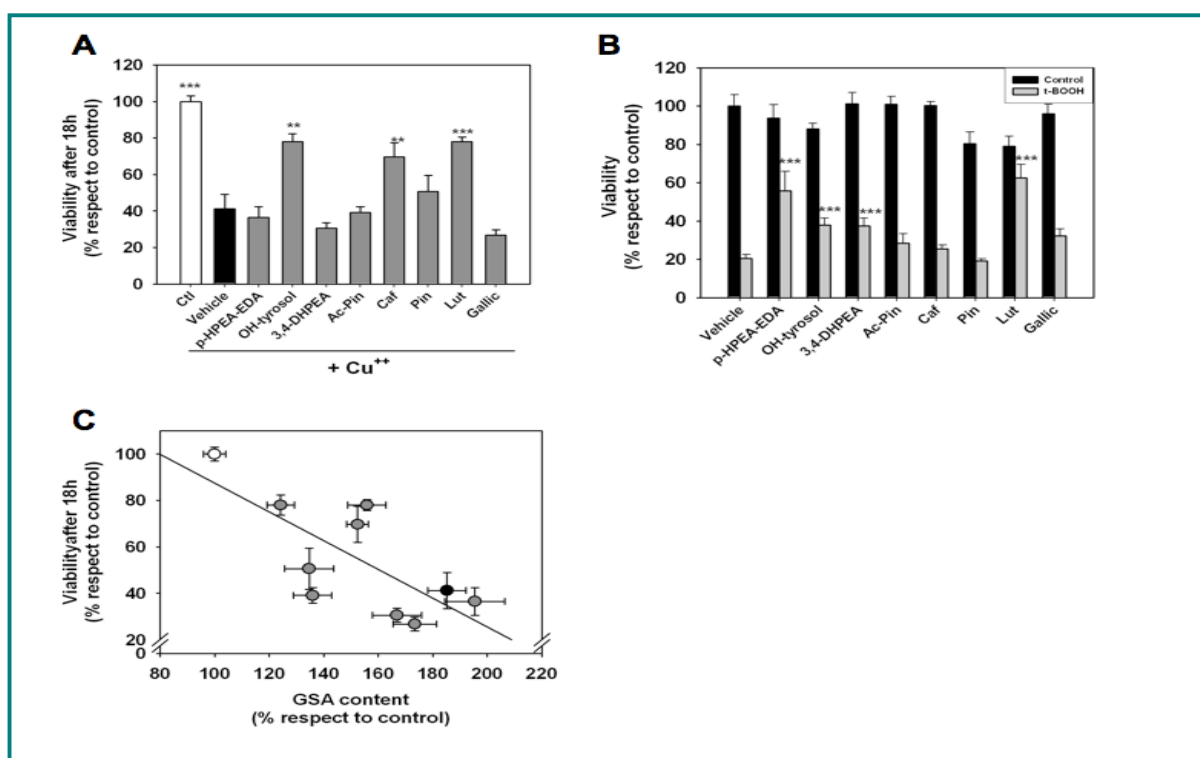 A
Viability after 18h
(% respect to control)
120
100
80
60
40
20
0
***
**
**
***
Ctl
Vehicle
p-HPEA-EDA
OH-tyrosol
3,4-DHPEA
Ac-Pin
Caf
Pin
Lut
Gallic
+ Cu++
B
Viability
(% respect to control)
120
100
80
60
40
20
0
Control
t-BOOH
***
***
***
***
Vehicle
p-HPEA-EDA
OH-tyrosol
3,4-DHPEA
Ac-Pin
Caf
Pin
Lut
Gallic
C
Viabilityafter 18h
(% respect to control)
100
80
60
40
20
0
80 100 120 140 160 180 200 220
GSA content
(% respect to control)